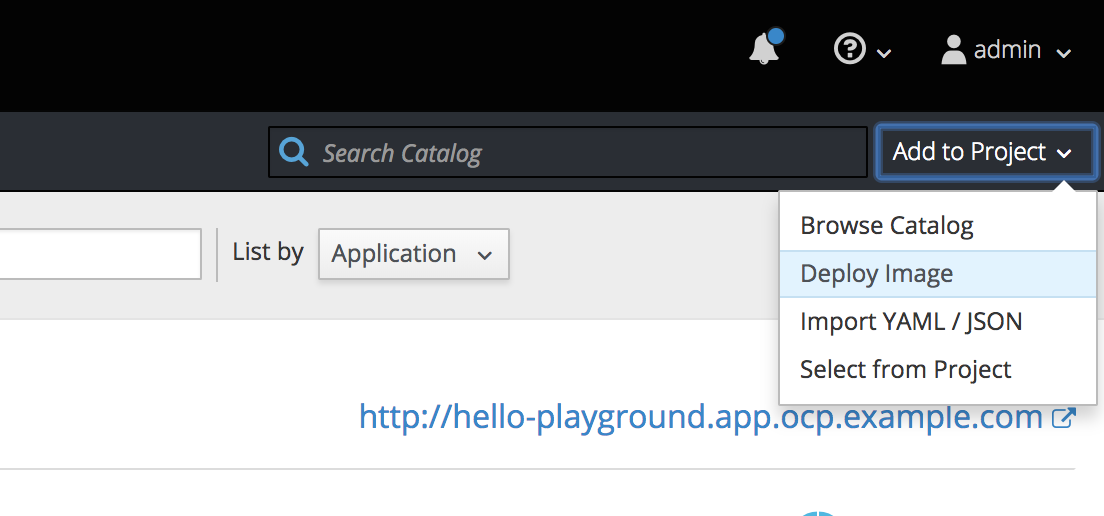 admin
Search Catalog
Add to Project
List by
Application
Browse Catalog
Deploy Image
Import YAML / JSON
Select from Project
http://hello-playground.app.ocp.example.com